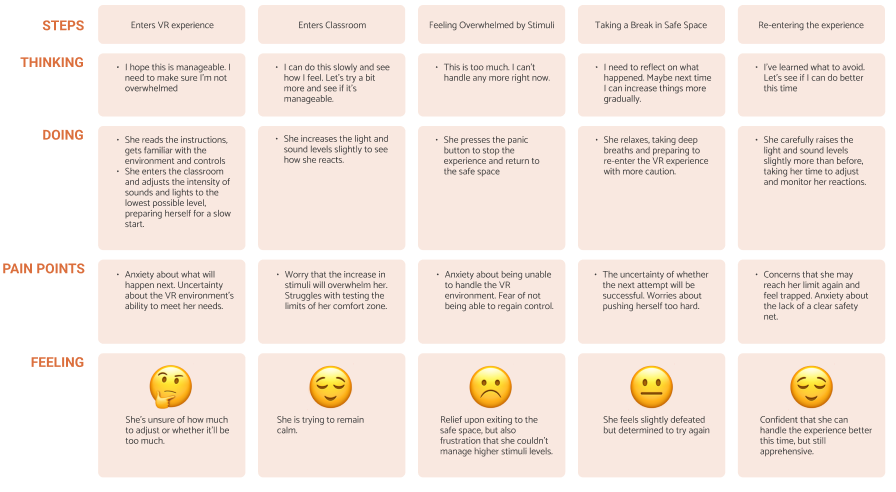 STEPS
Enters VR experience
Enters Classroom
Feeling Overwhelmed by Stimuli
Taking a Break in Safe Space
Re-entering the experience
THINKING
• I hope this is manageable. I
need to make sure I'm not
overwhelmed
• I can do this slowly and see
how I feel. Let's try a bit
more and see if it's
manageable.
• This is too much. I can't
handle any more right now.
• I need to reflect on what
happened. Maybe next time
I can increase things more
gradually.
• I've learned what to avoid.
Let's see if I can do better
this time
DOING
• She reads the instructions,
gets familiar with the
environment and controls
• She enters the classroom
and adjusts the intensity of
sounds and lights to the
lowest possible level,
preparing herself for a slow
start.
• She increases the light and
sound levels slightly to see
how she reacts.
• She presses the panic
button to stop the
experience and return to
the safe space
• She relaxes, taking deep
breaths and preparing to
re-enter the VR experience
with more caution.
• She carefully raises the
light and sound levels
slightly more than before,
taking her time to adjust
and monitor her reactions.
PAIN POINTS
• Anxiety about what will
happen next. Uncertainty
about the VR environment's
ability to meet her needs.
• Worry that the increase in
stimuli will overwhelm her.
Struggles with testing the
limits of her comfort zone.
• Anxiety about being unable
to handle the VR
environment. Fear of not
being able to regain control.
• The uncertainty of whether
the next attempt will be
successful. Worries about
pushing herself too hard.
• Concerns that she may
reach her limit again and
feel trapped. Anxiety about
the lack of a clear safety
net.
FEELING
She's unsure of how much
to adjust or whether it'll be
too much.
She is trying to remain
calm.
Relief upon exiting to the
safe space, but also
frustration that she couldn't
manage higher stimuli levels.
She feels slightly defeated
but determined to try again
Confident that she can
handle the experience better
this time, but still
apprehensive.